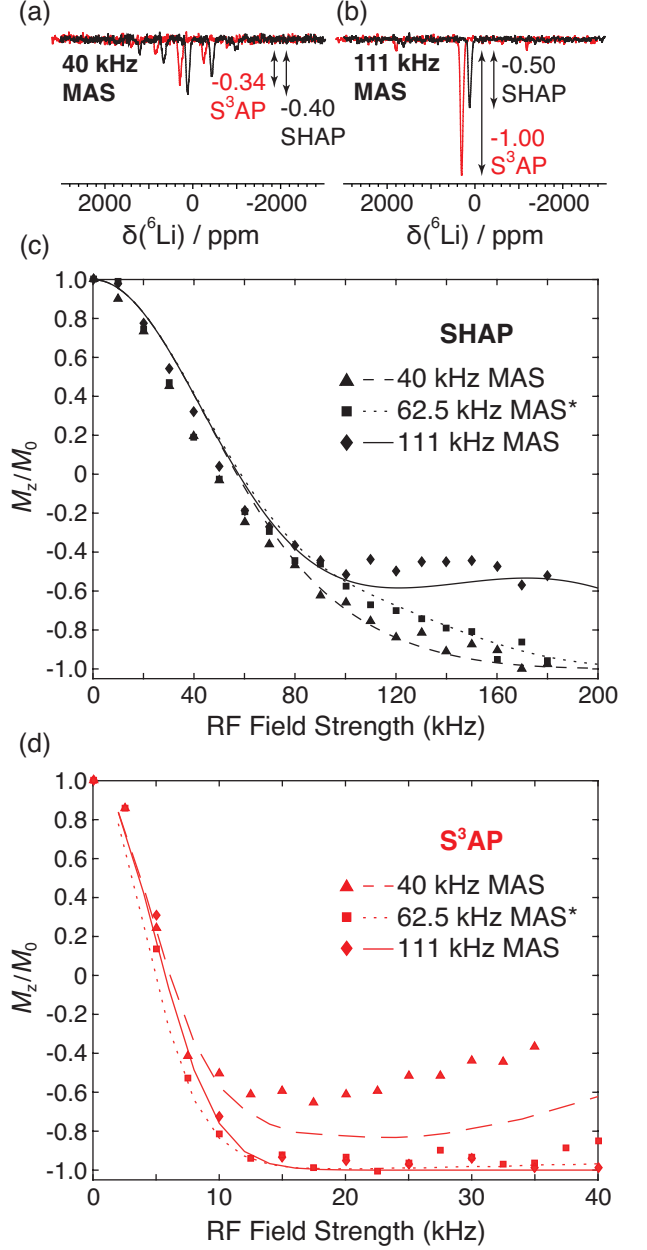 (a)
40 kHz
MAS
-0.34
S³AP
-0.40
SHAP
2000 0 -2000
δ(⁶Li) / ppm
(b)
111 kHz
MAS
-0.50
SHAP
-1.00
S³AP
2000 0 -2000
δ(⁶Li) / ppm
(c)
1.0
0.8
0.6
0.4
0.2
0
-0.2
-0.4
-0.6
-0.8
-1.0
Mz/M0
SHAP
40 kHz MAS
62.5 kHz MAS*
111 kHz MAS
0 40 80 120 160 200
RF Field Strength (kHz)
(d)
1.0
0.8
0.6
0.4
0.2
0
-0.2
-0.4
-0.6
-0.8
-1.0
Mz/M0
S³AP
40 kHz MAS
62.5 kHz MAS*
111 kHz MAS
0 10 20 30 40
RF Field Strength (kHz)